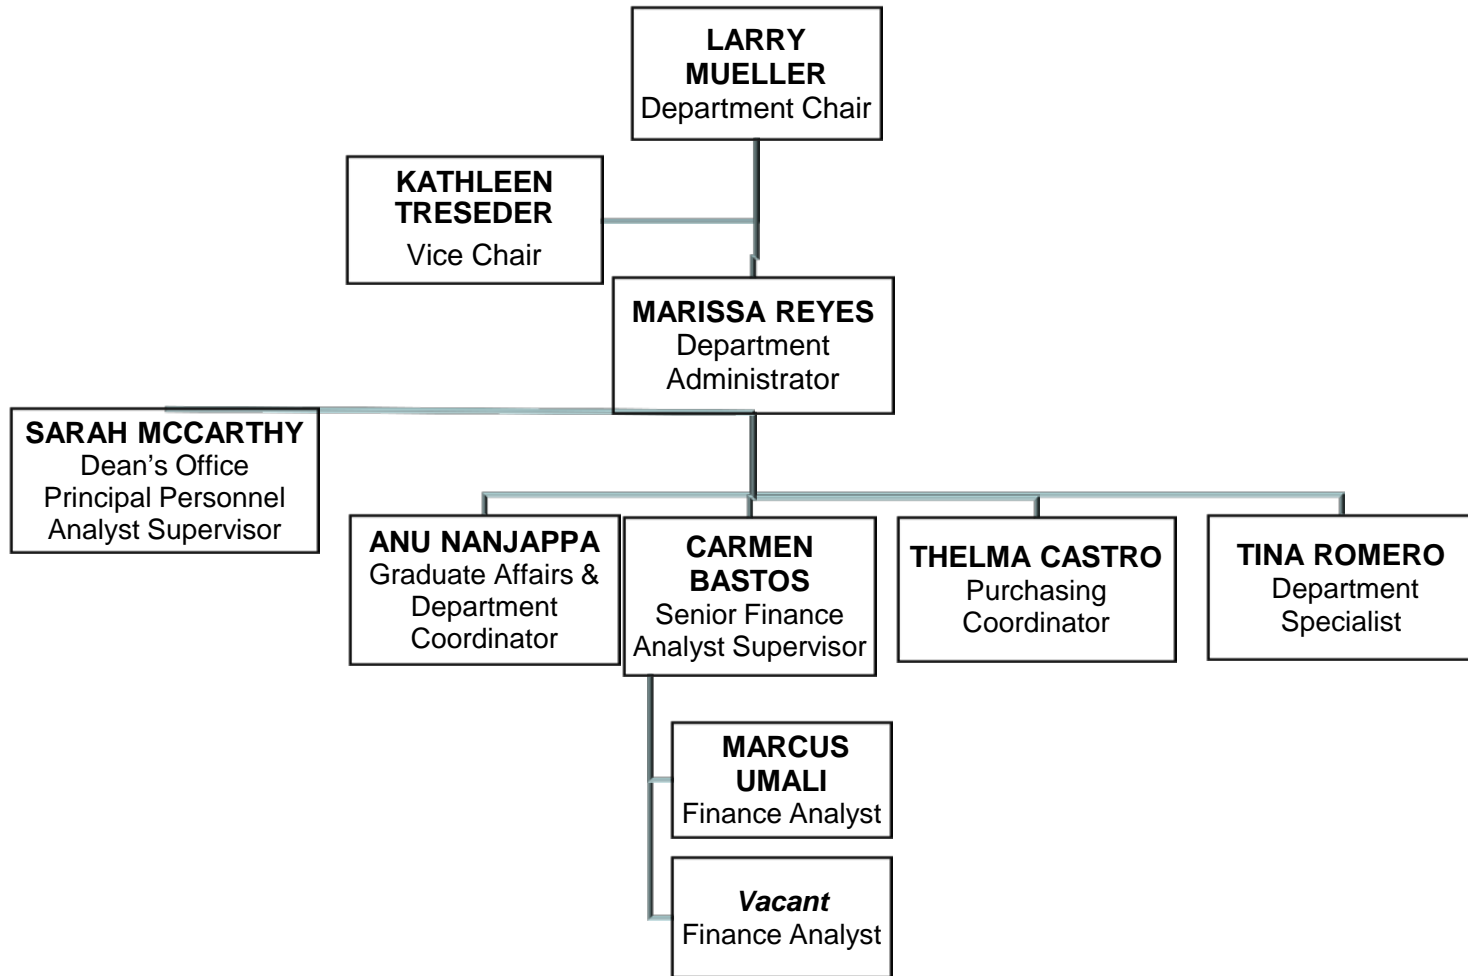 LARRY
MUELLER
Department Chair
KATHLEEN
TRESEDER
Vice Chair
MARISSA REYES
Department
Administrator
SARAH MCCARTHY
Dean’s Office
Principal Personnel
Analyst Supervisor
ANU NANJAPPA
Graduate Affairs &
Department
Coordinator
CARMEN
BASTOS
Senior Finance
Analyst Supervisor
THELMA CASTRO
Purchasing
Coordinator
TINA ROMERO
Department
Specialist
MARCUS
UMALI
Finance Analyst
Vacant
Finance Analyst